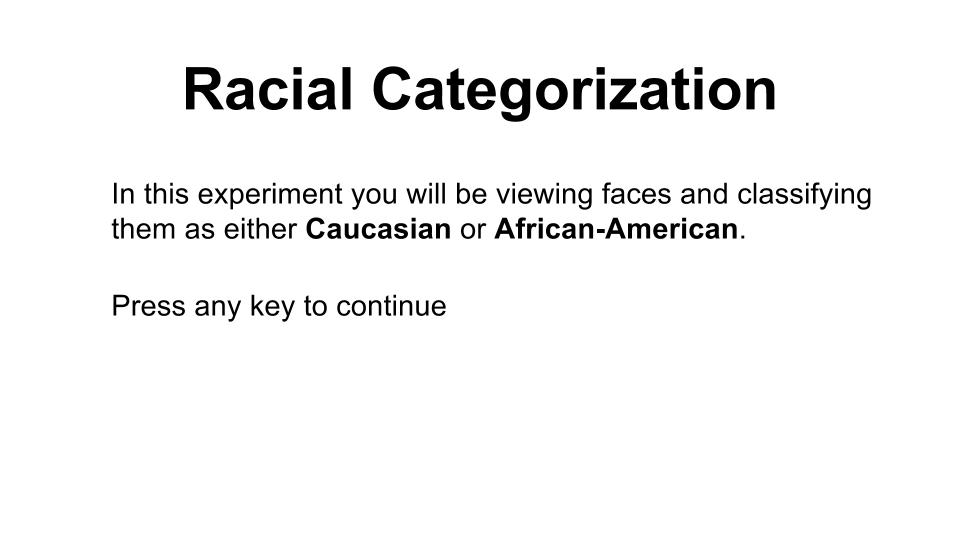 Racial Categorization
In this experiment you will be viewing faces and classifying
them as either Caucasian or African-American.
Press any key to continue